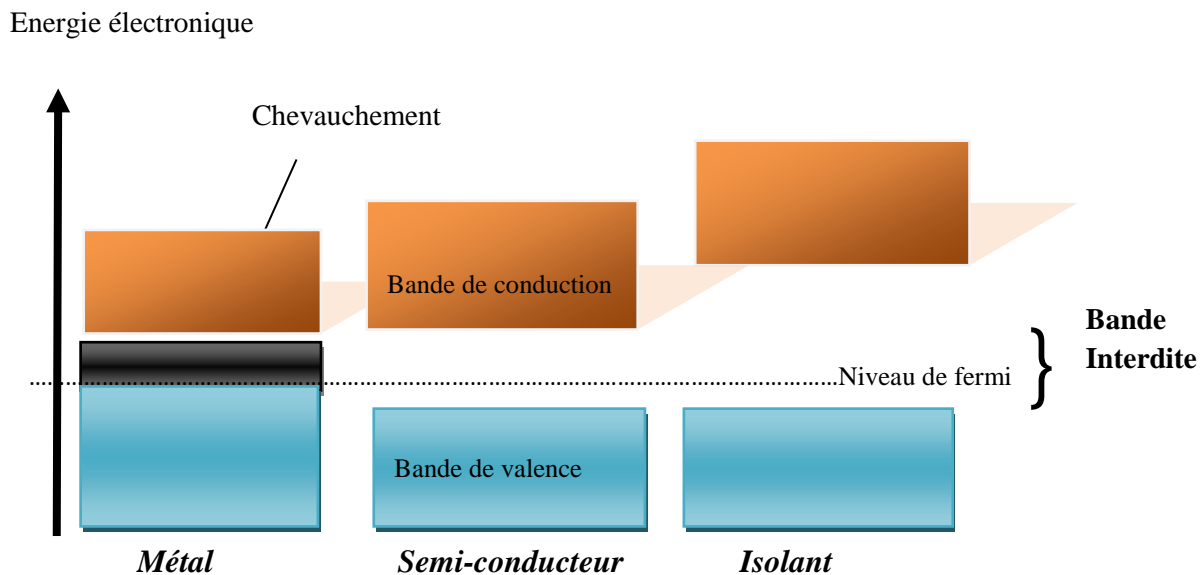 Energie électronique
Chevauchement
Bande de conduction
Bande
Interdite
Niveau de fermi
Bande de valence
Métal
Semi-conducteur
Isolant